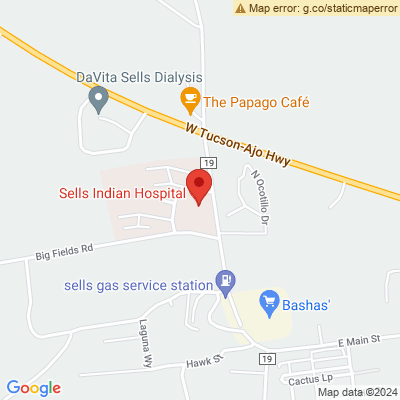 Map error: g.co/staticmaperror
DaVita Sells Dialysis
The Papago Café
W Tucson-Ajo Hwy
19
Sells Indian Hospital
N Ocotillo Dr
Big Fields Rd
sells gas service station
Bashas'
Laguna Wy
E Main St
Hawk St
19
Cactus Lp
Google
Map data ©2024